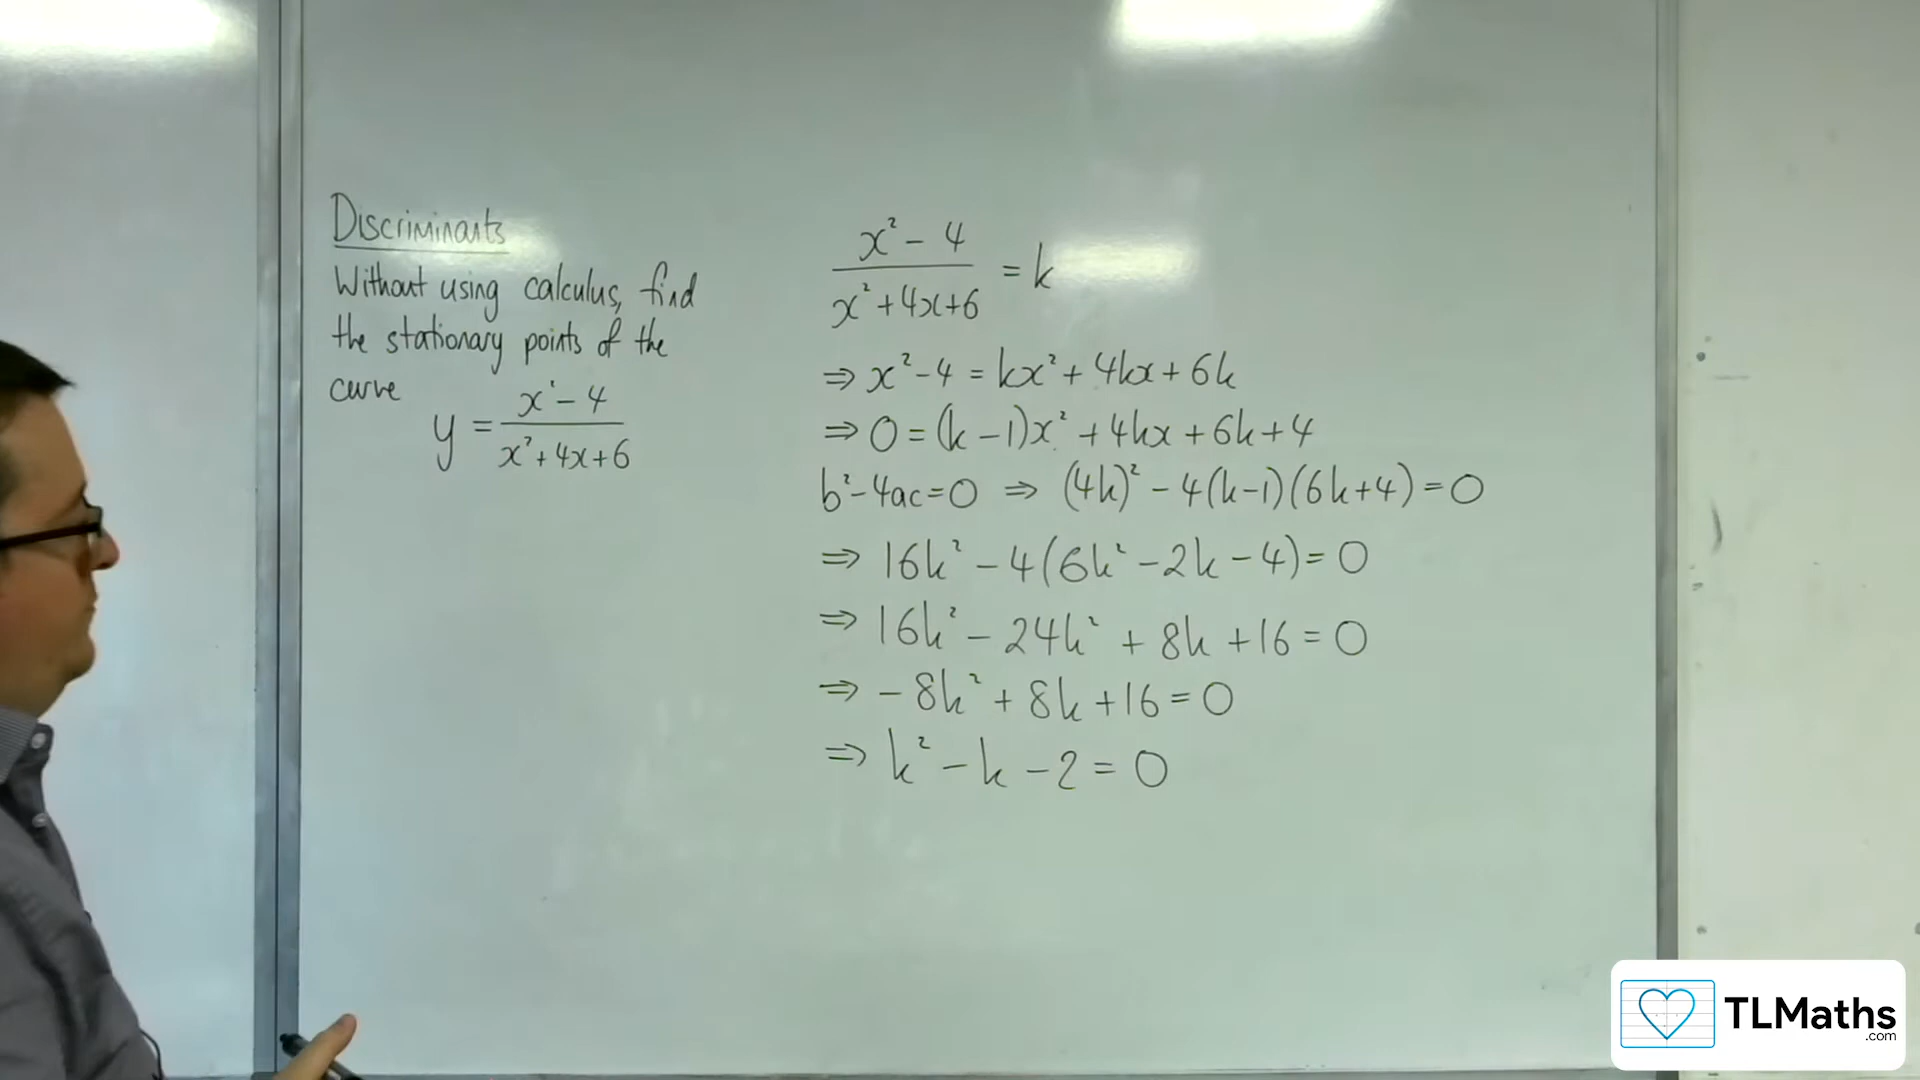 Discriminants
Without using calculus, find
the stationary points of the
curve
y = x² - 4 / x² + 4x + 6
x² - 4 / x² + 4x + 6 = k
⇒ x² - 4 = kx² + 4kx + 6k
⇒ 0 = (k - 1)x² + 4kx + 6k + 4
b² - 4ac = 0 ⇒ (4k)² - 4(k-1)(6k+4) = 0
⇒ 16k² - 4(6k² - 2k - 4) = 0
⇒ 16k² - 24k² + 8k + 16 = 0
⇒ - 8k² + 8k + 16 = 0
⇒ k² - k - 2 = 0
TLMaths
.com